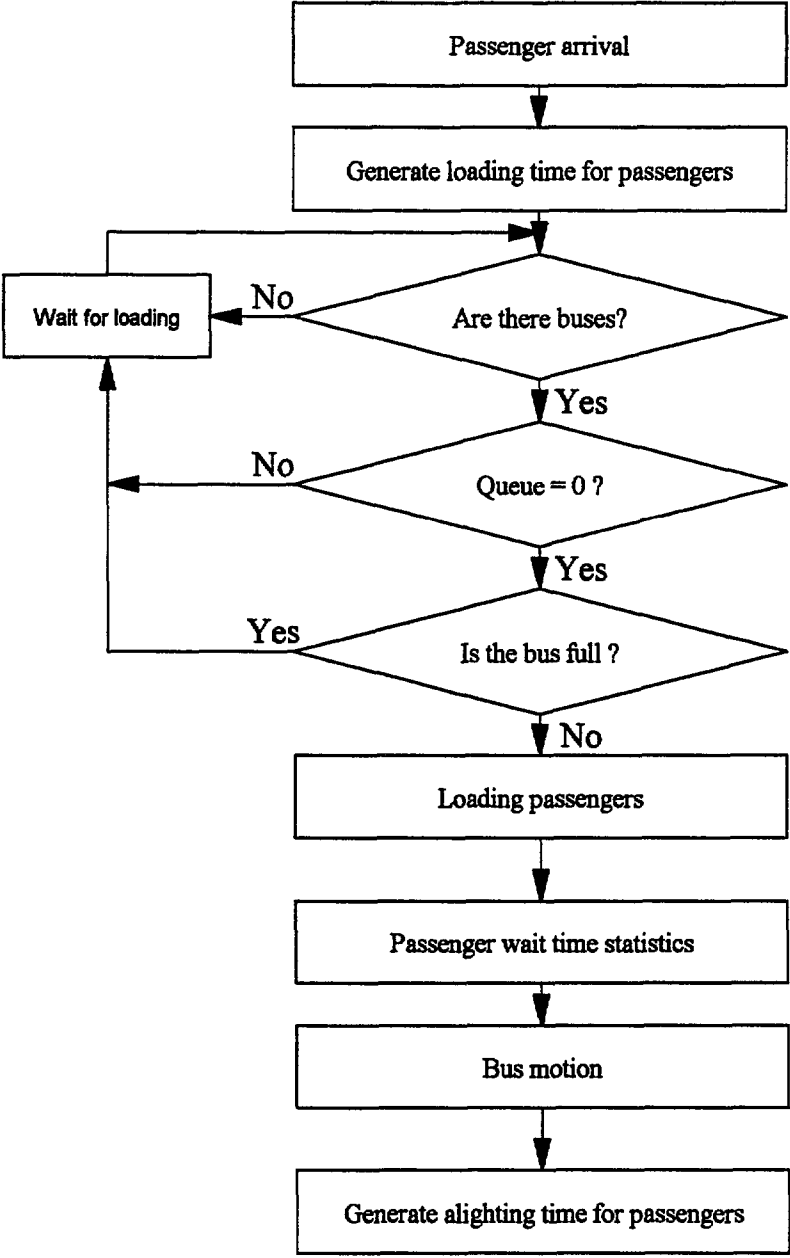 Passenger arrival
Generate loading time for passengers
No
Wait for loading
Are there buses?
Yes
No
Queue = 0 ?
Yes
Yes
Is the bus full ?
No
Loading passengers
Passenger wait time statistics
Bus motion
Generate alighting time for passengers